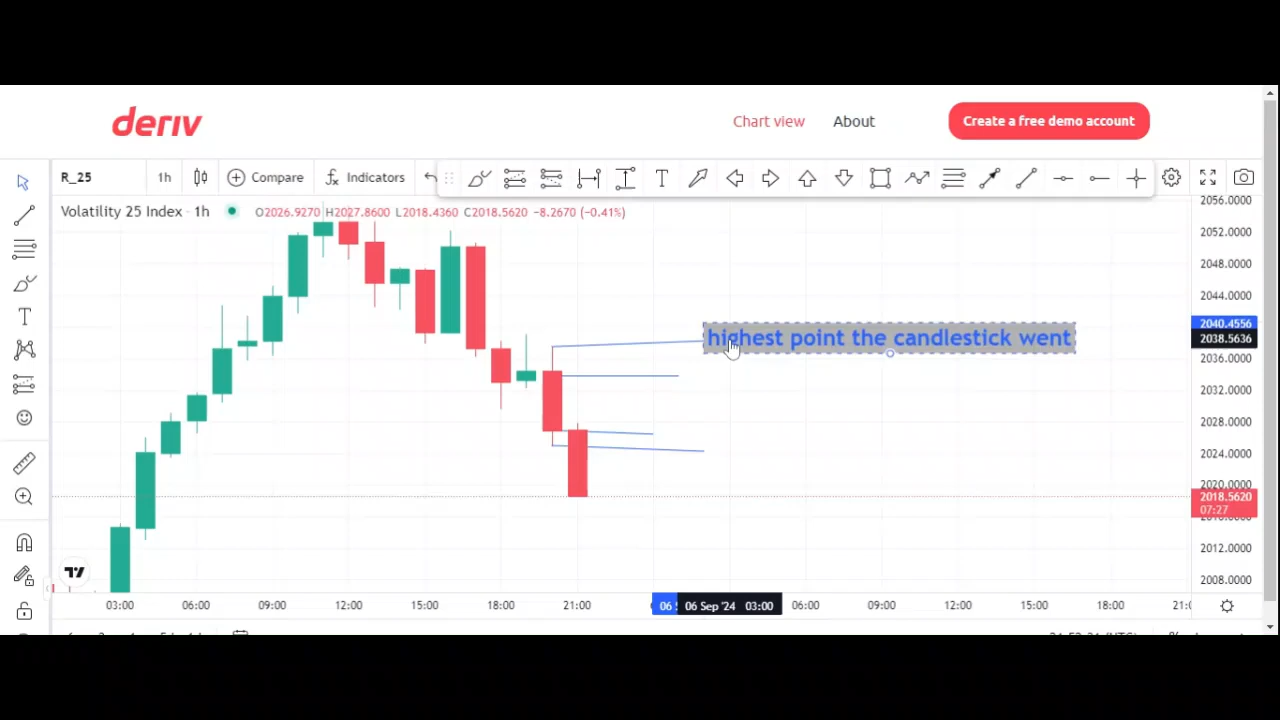 deriv
Chart view
About
Create a free demo account
R_25
1h
Compare
Indicators
Volatility 25 Index · 1h
O2026.9270 H2027.8600 L2018.4360 C2018.5620 −8.2670 (−0.41%)
highest point the candlestick went
2056.0000
2052.0000
2048.0000
2044.0000
2040.4556
2038.5636
2036.0000
2032.0000
2028.0000
2024.0000
2020.0000
2018.5620
07:27
2012.0000
2008.0000
03:00
06:00
09:00
12:00
15:00
18:00
21:00
06 Sep '24 03:00
06:00
09:00
12:00
15:00
18:00